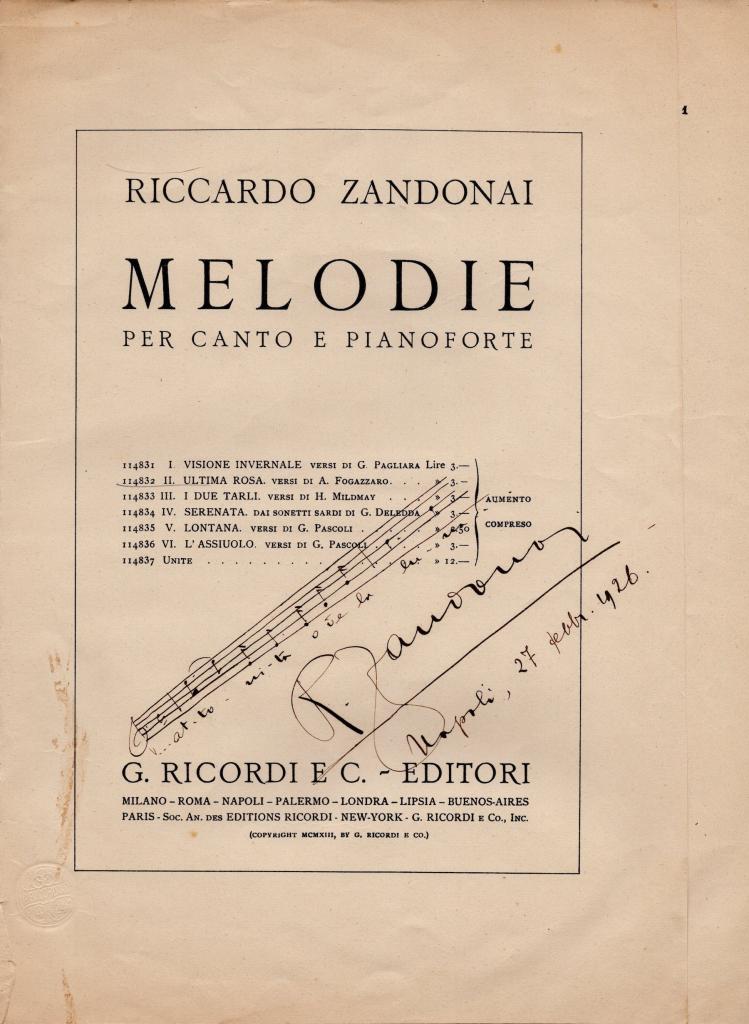 1
RICCARDO ZANDONAI
MELODIE
PER CANTO E PIANOFORTE
114831 I. VISIONE INVERNALE VERSI DI G. PAGLIARA Lire 3.—
114832 II. ULTIMA ROSA. VERSI DI A. FOGAZZARO. . . . » 3.—
114833 III. I DUE TARLI. VERSI DI H. MILDMAY . . . . » 3.—
114834 IV. SERENATA. DAI SONETTI SARDI DI G. DELEDDA » 3.—
114835 V. LONTANA. VERSI DI G. PASCOLI . . . . »
114836 VI. L'ASSIUOLO. VERSI DI G. PASCOLI . . . . » 3.—
114837 UNITE . . . . . . . . . . » 12.—
AUMENTO
COMPRESO
R. Zandonai
Napoli, 27 febbr. 1926.
G. RICORDI E C. - EDITORI
MILANO – ROMA – NAPOLI – PALERMO – LONDRA – LIPSIA – BUENOS-AIRES
PARIS - SOC. AN. DES EDITIONS RICORDI - NEW-YORK - G. RICORDI E CO., INC.
(COPYRIGHT MCMXIII, BY G. RICORDI E CO.)